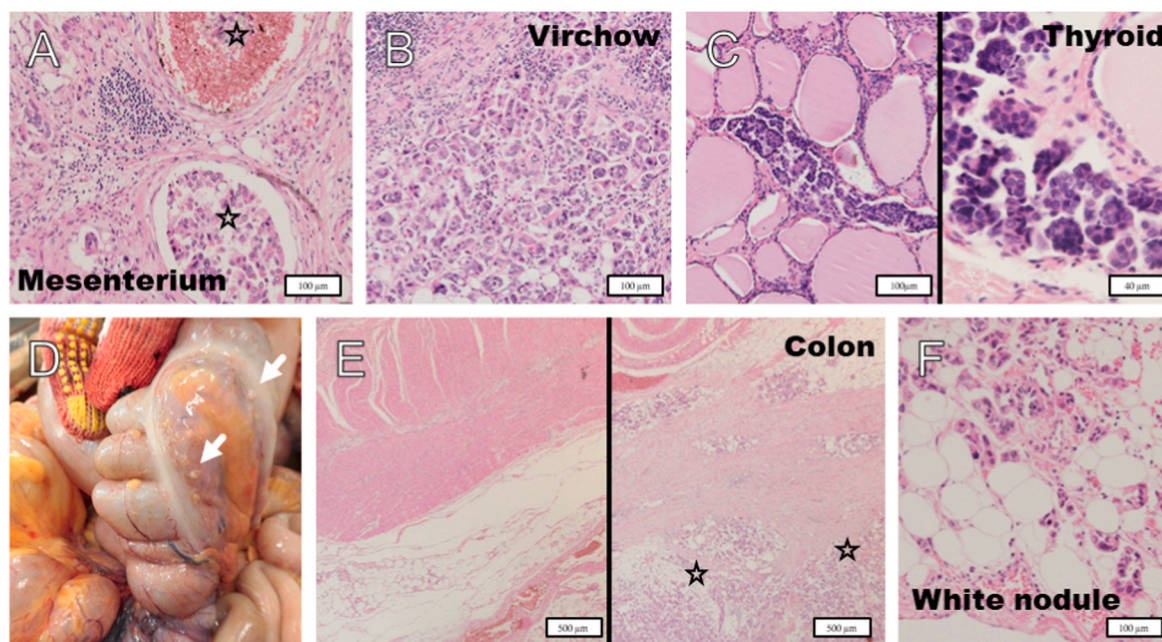 A
Mesenterium
100 µm
B
Virchow
100 µm
C
Thyroid
100µm
40 µm
D
E
Colon
500 µm
500 µm
F
White nodule
100 µm